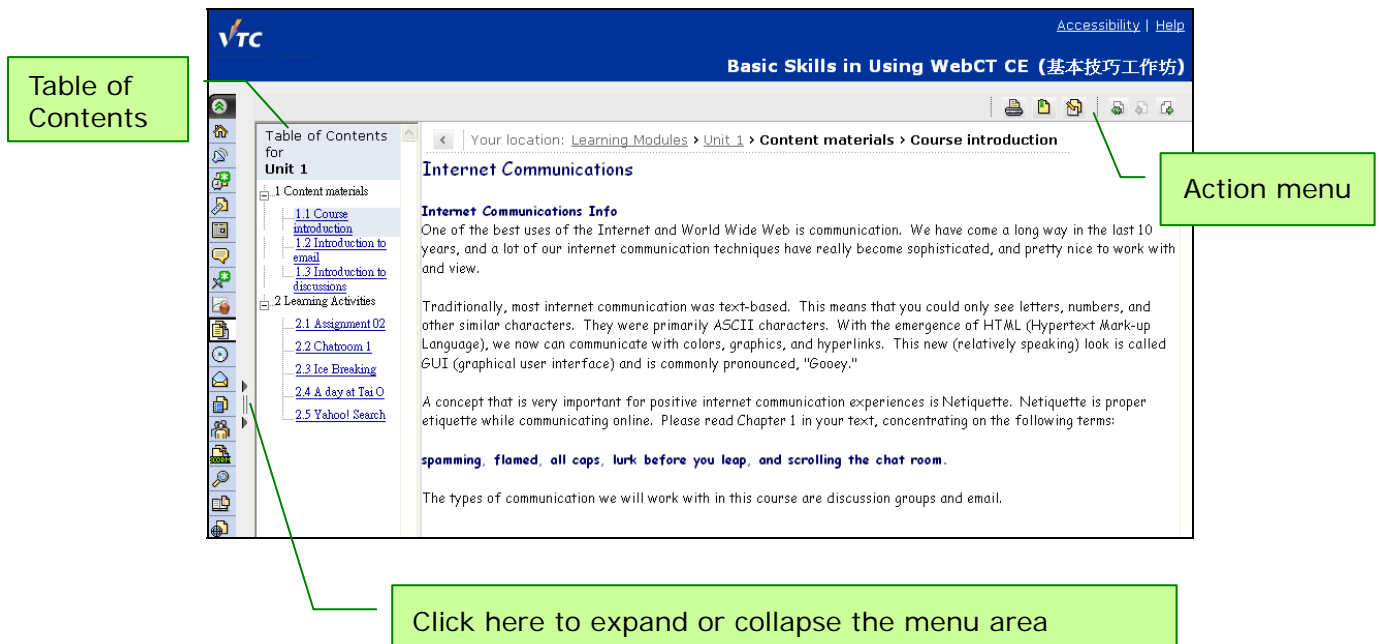 VTC
Accessibility | Help
Basic Skills in Using WebCT CE (基本技巧工作坊)
Table of
Contents
Table of Contents
for
Unit 1
1 Content materials
1.1 Course
introduction
1.2 Introduction to
email
1.3 Introduction to
discussions
2 Learning Activities
2.1 Assignment 02
2.2 Chatroom 1
2.3 Ice Breaking
2.4 A day at Tai O
2.5 Yahoo! Search
Your location: Learning Modules › Unit 1 › Content materials › Course introduction
Action menu
Internet Communications
Internet Communications Info
One of the best uses of the Internet and World Wide Web is communication. We have come a long way in the last 10
years, and a lot of our internet communication techniques have really become sophisticated, and pretty nice to work with
and view.
Traditionally, most internet communication was text-based. This means that you could only see letters, numbers, and
other similar characters. They were primarily ASCII characters. With the emergence of HTML (Hypertext Mark-up
Language), we now can communicate with colors, graphics, and hyperlinks. This new (relatively speaking) look is called
GUI (graphical user interface) and is commonly pronounced, "Gooey."
A concept that is very important for positive internet communication experiences is Netiquette. Netiquette is proper
etiquette while communicating online. Please read Chapter 1 in your text, concentrating on the following terms:
spamming, flamed, all caps, lurk before you leap, and scrolling the chat room.
The types of communication we will work with in this course are discussion groups and email.
Click here to expand or collapse the menu area